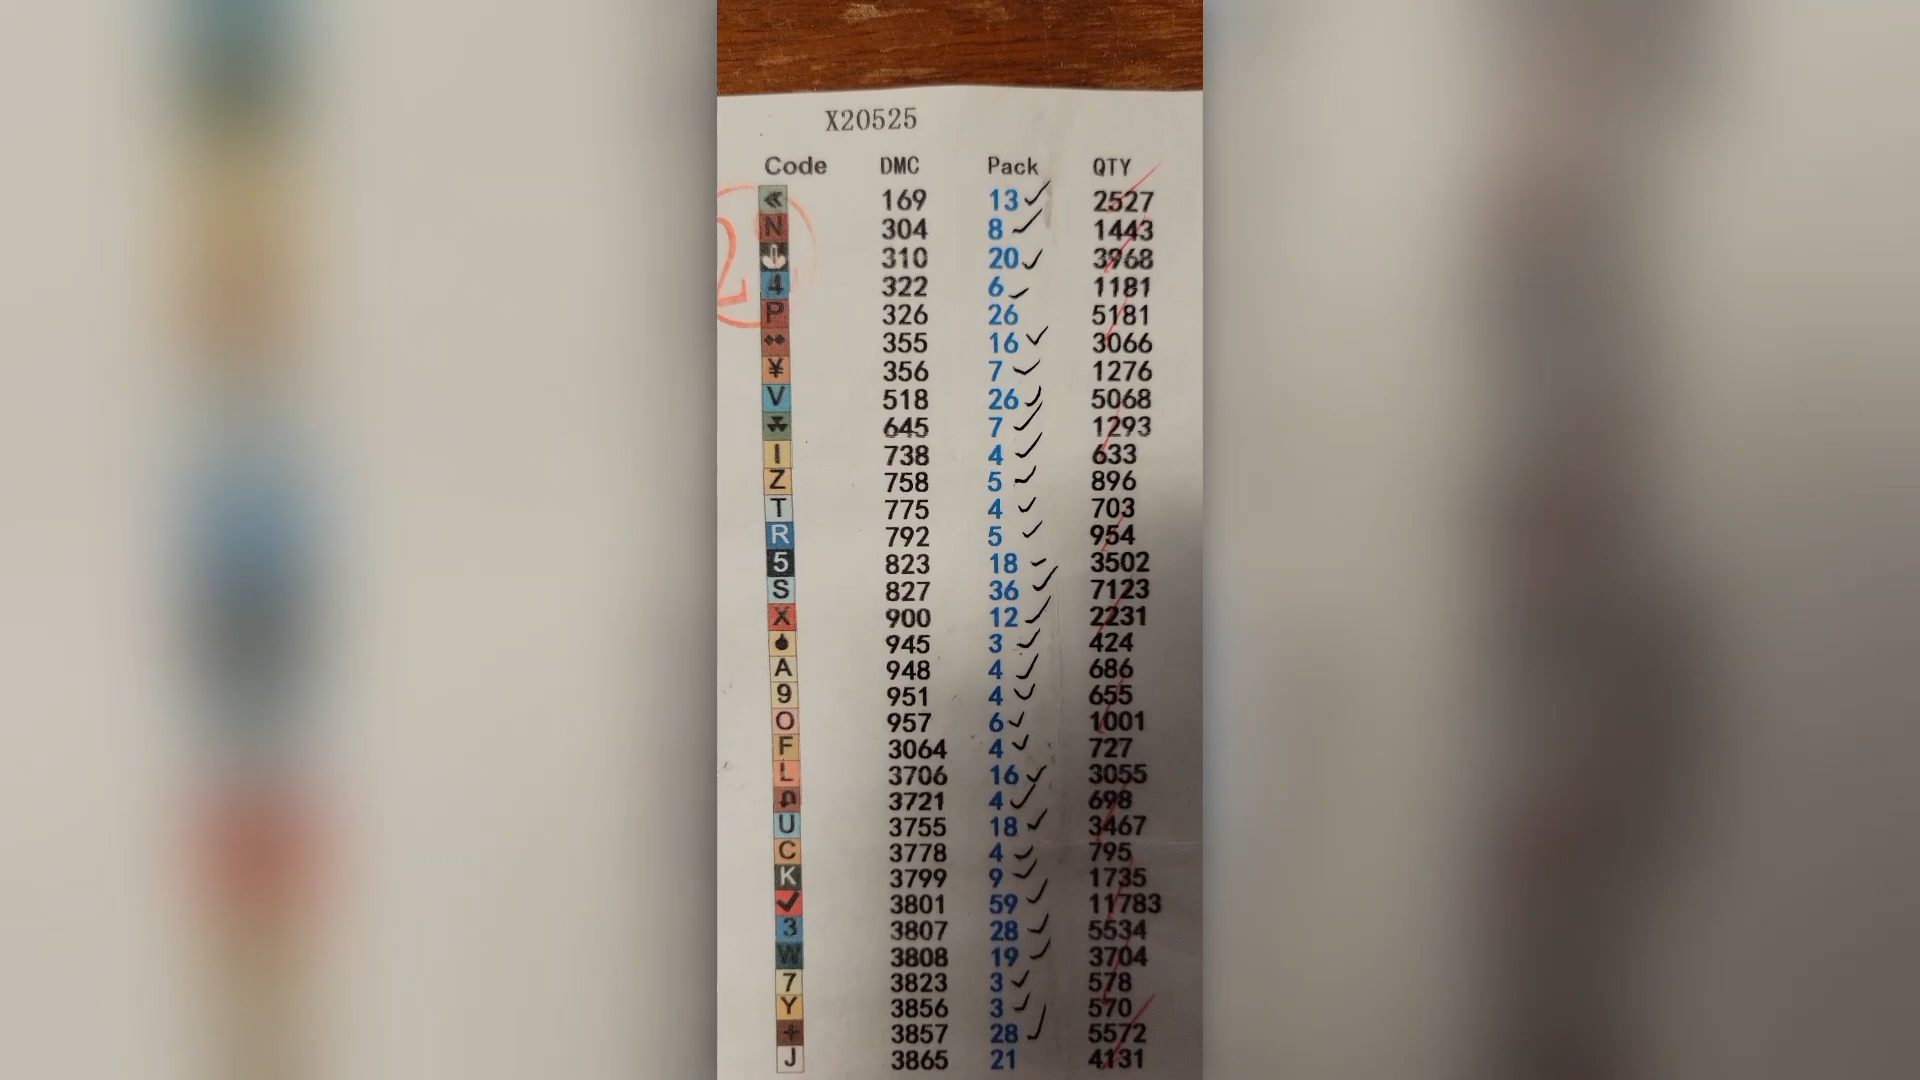 X20525
Code DMC Pack QTY
« 169 13 ✓ 2527
N 304 8 ✓ 1443
310 20 ✓ 3968
4 322 6 ✓ 1181
P 326 26 5181
355 16 ✓ 3066
¥ 356 7 ✓ 1276
V 518 26 ✓ 5068
645 7 ✓ 1293
I 738 4 ✓ 633
Z 758 5 ✓ 896
T 775 4 ✓ 703
R 792 5 ✓ 954
5 823 18 ✓ 3502
S 827 36 ✓ 7123
X 900 12 ✓ 2231
945 3 ✓ 424
A 948 4 ✓ 686
9 951 4 ✓ 655
O 957 6 ✓ 1001
F 3064 4 ✓ 727
L 3706 16 ✓ 3055
3721 4 ✓ 698
U 3755 18 ✓ 3467
C 3778 4 ✓ 795
K 3799 9 ✓ 1735
✓ 3801 59 ✓ 11783
3 3807 28 ✓ 5534
W 3808 19 ✓ 3704
7 3823 3 ✓ 578
Y 3856 3 ✓ 570
+ 3857 28 ✓ 5572
J 3865 21 4131